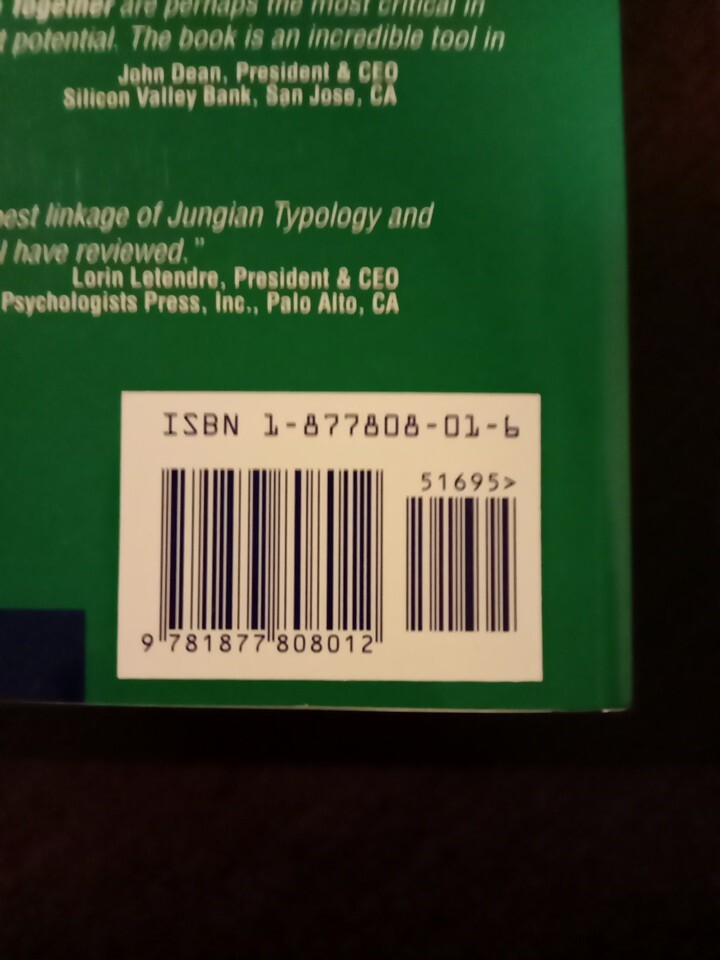 Together are perhaps the most critical in
potential. The book is an incredible tool in
John Dean, President & CEO
Silicon Valley Bank, San Jose, CA
linkage of Jungian Typology and
I have reviewed."
Lorin Letendre, President & CEO
Psychologists Press, Inc., Palo Alto, CA
ISBN 1-877808-01-6
51695>
9 781877 808012